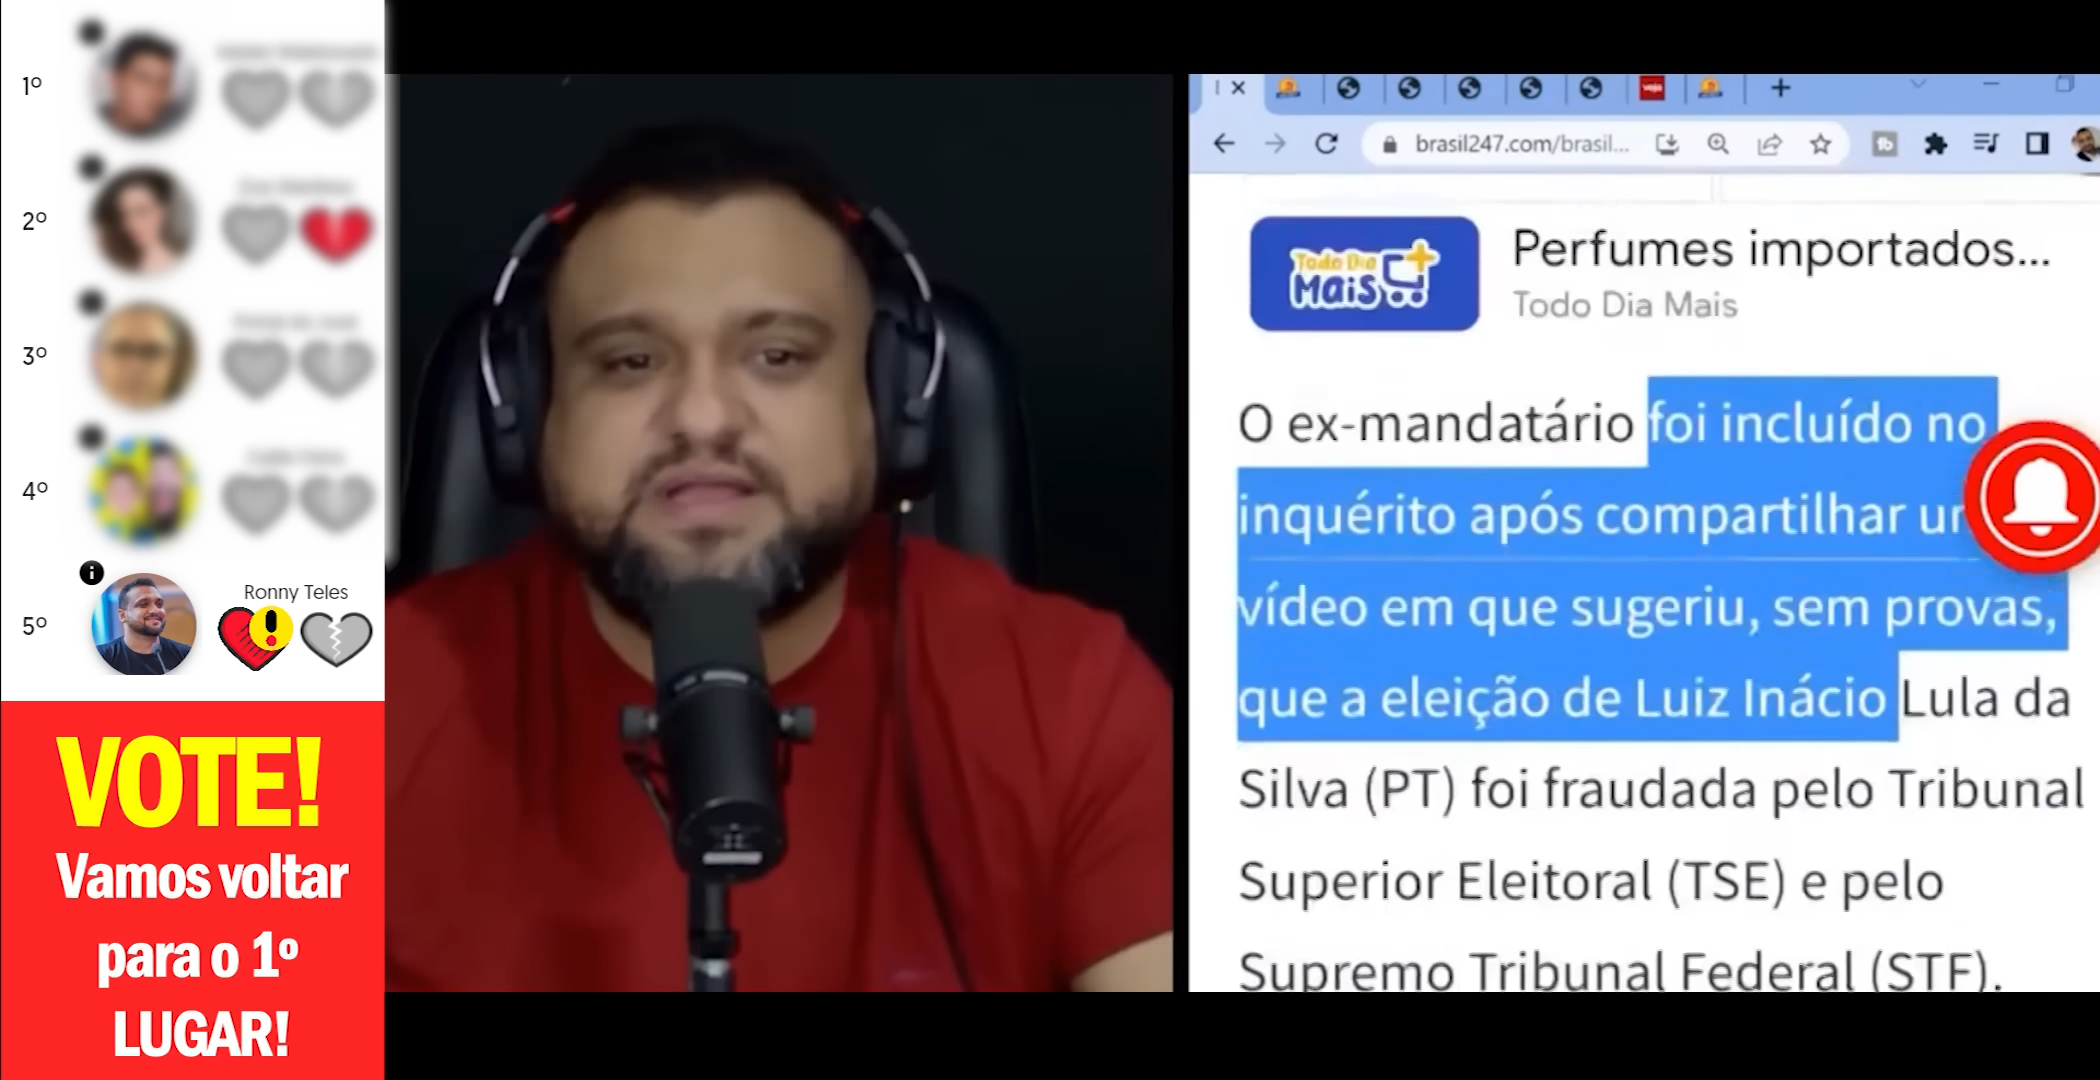 1º
2º
3º
4º
5º
i
Ronny Teles
VOTE!
Vamos voltar
para o 1º
LUGAR!
veja
brasil247.com/brasil...
Todo Dia
Mais
Perfumes importados...
Todo Dia Mais
O ex-mandatário foi incluído no
inquérito após compartilhar
vídeo em que sugeriu, sem provas,
que a eleição de Luiz Inácio Lula da
Silva (PT) foi fraudada pelo Tribunal
Superior Eleitoral (TSE) e pelo
Supremo Tribunal Federal (STF).